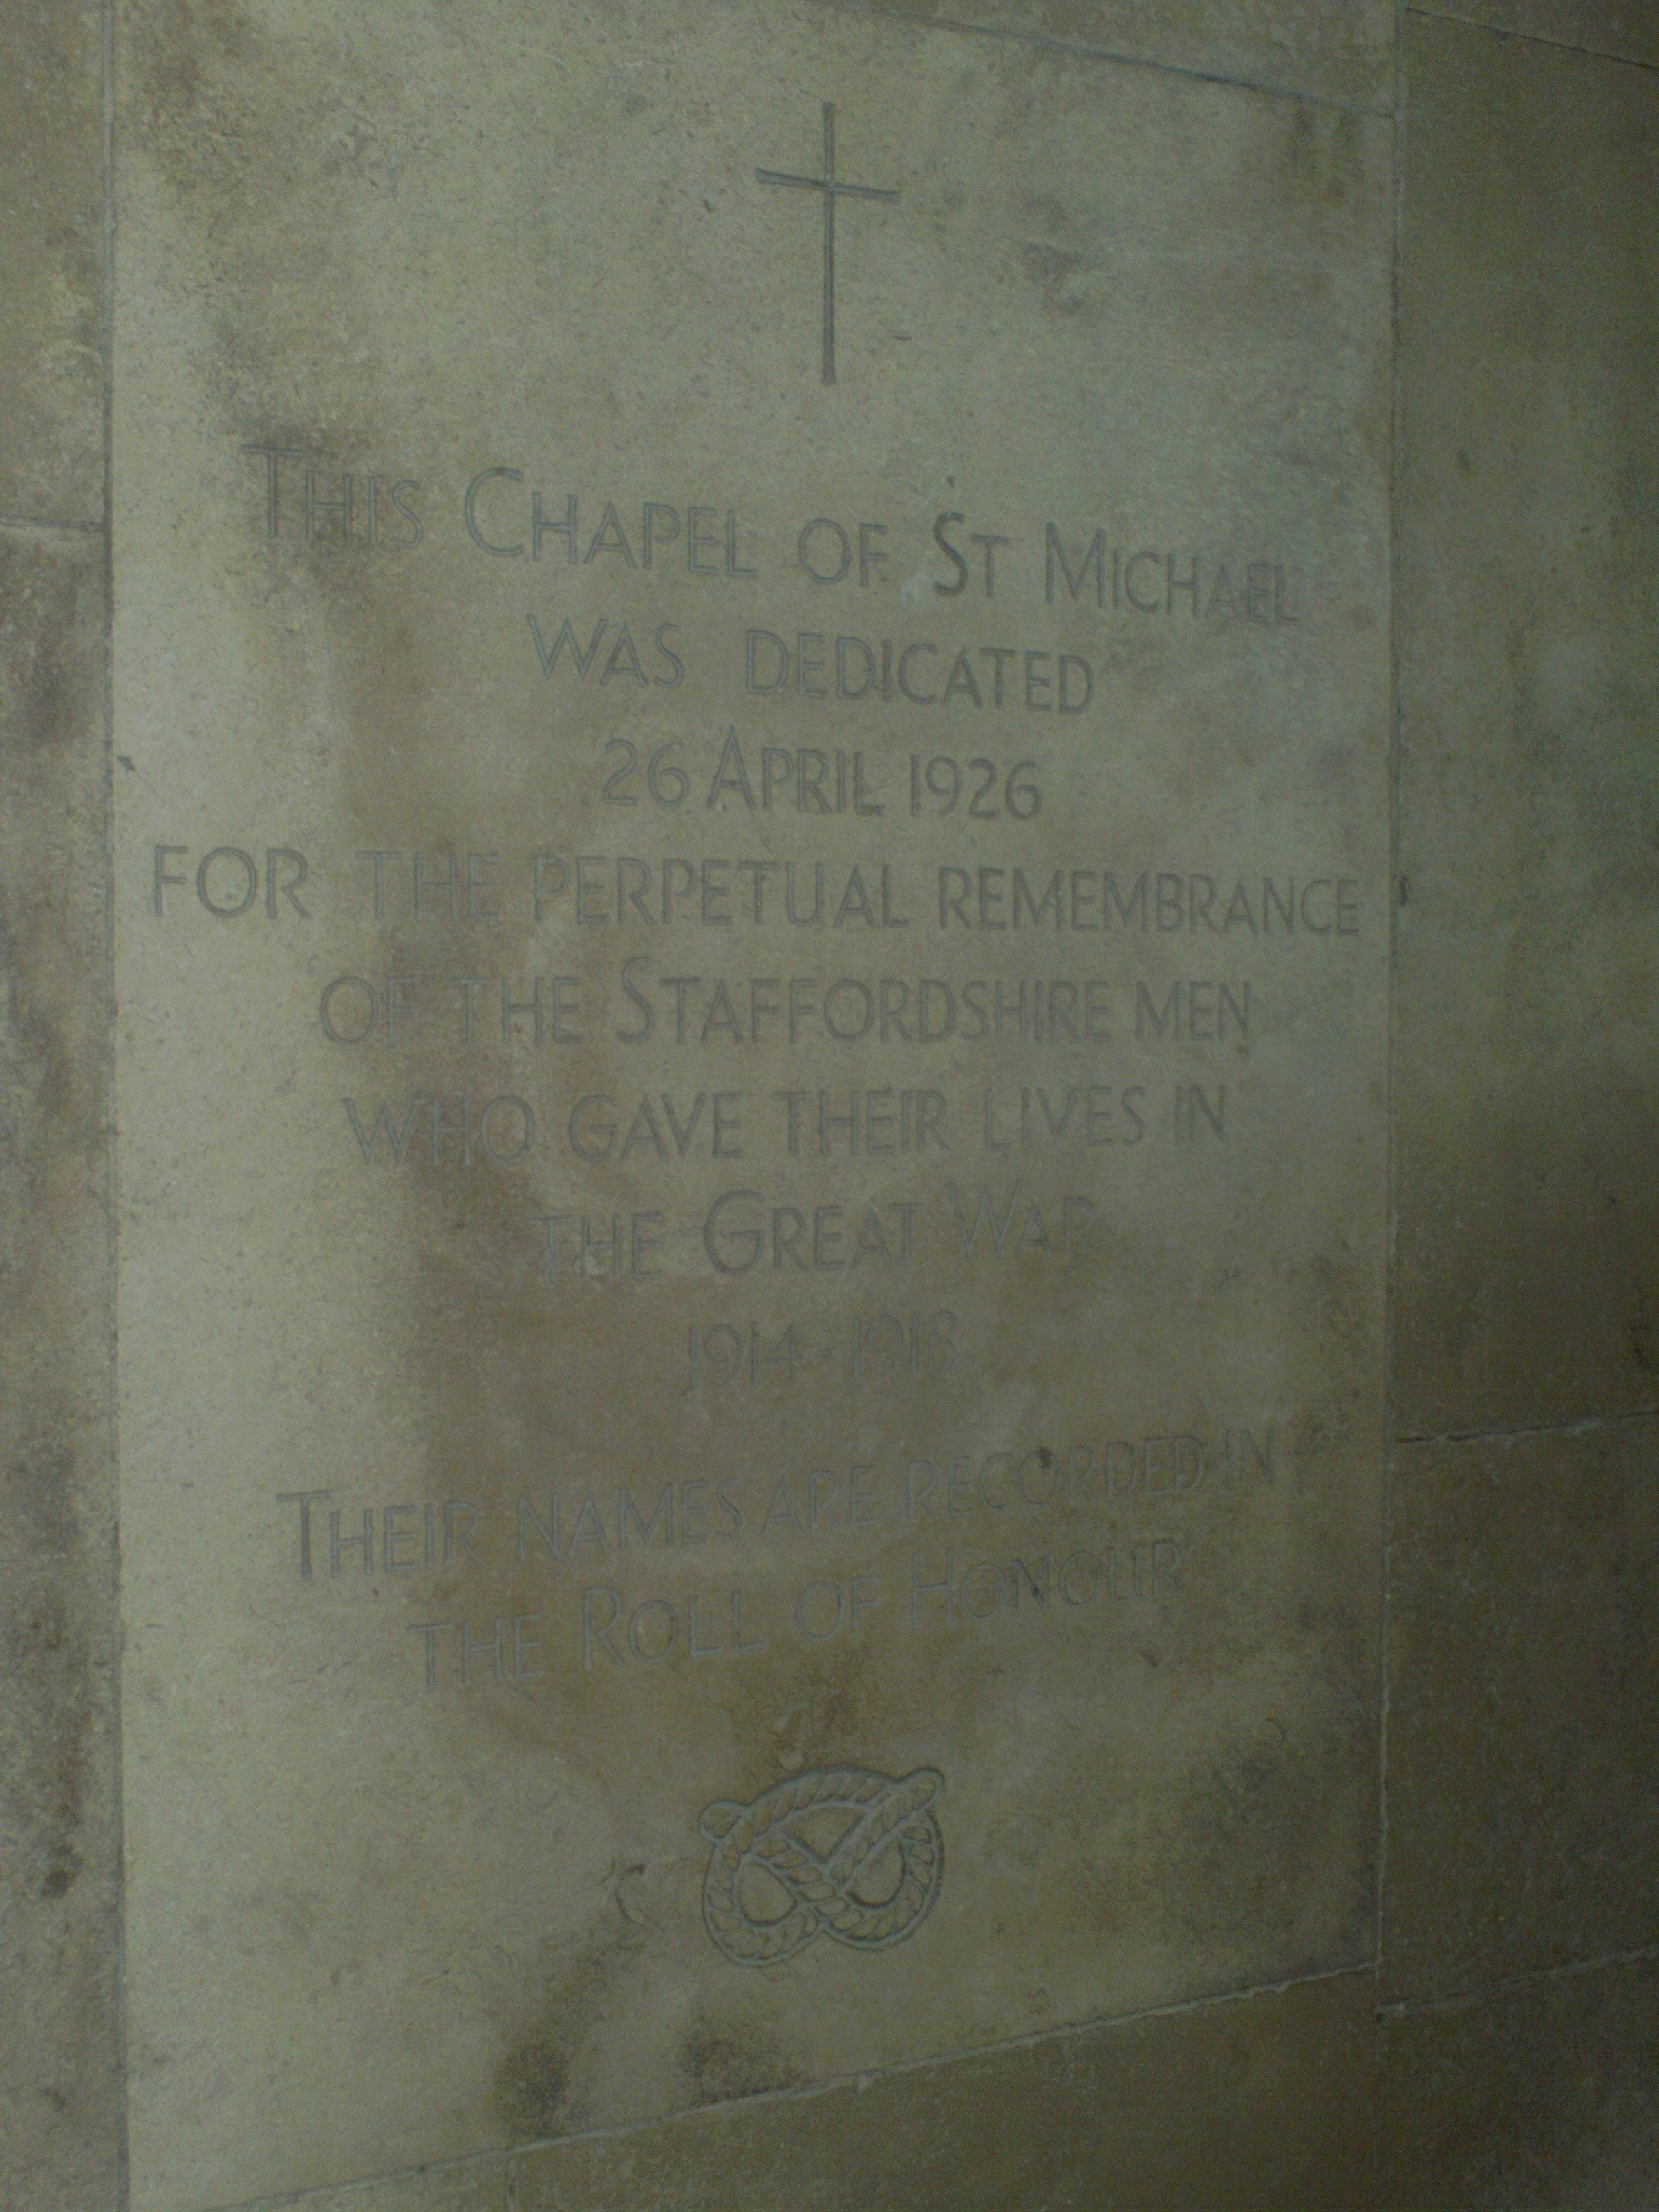 THIS CHAPEL OF ST MICHAEL
WAS DEDICATED
26 APRIL 1926
FOR THE PERPETUAL REMEMBRANCE
OF THE STAFFORDSHIRE MEN
WHO GAVE THEIR LIVES IN
THE GREAT WAR
1914-1918
THEIR NAMES ARE RECORDED IN
THE ROLL OF HONOUR